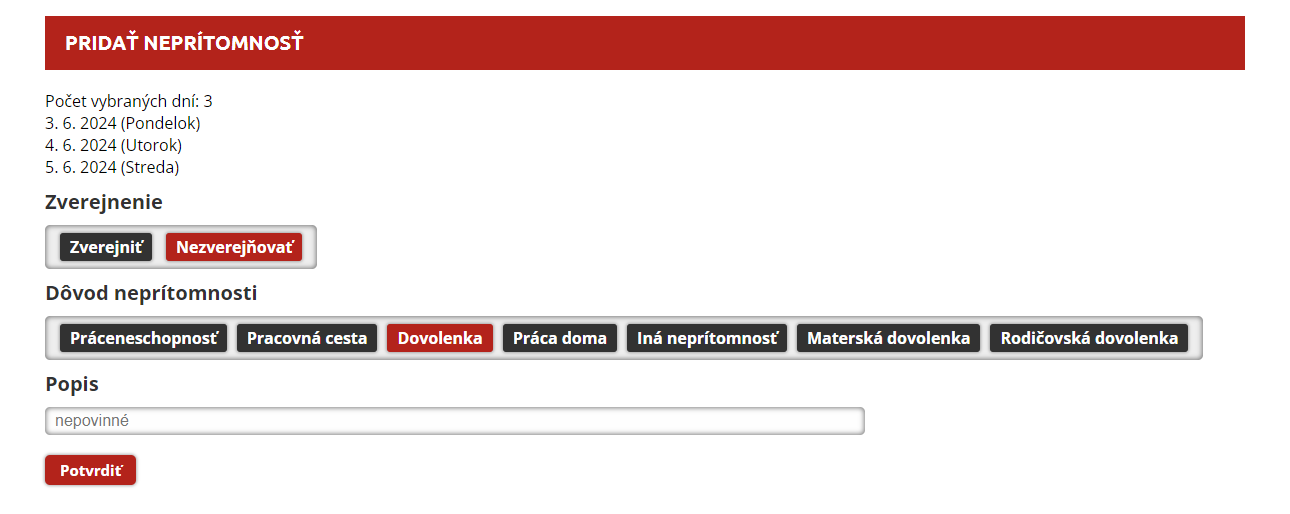 PRIDAŤ NEPRÍTOMNOSŤ
Počet vybraných dní: 3
3. 6. 2024 (Pondelok)
4. 6. 2024 (Utorok)
5. 6. 2024 (Streda)
Zverejnenie
Zverejniť Nezverejňovať
Dôvod neprítomnosti
Práceneschopnosť Pracovná cesta Dovolenka Práca doma Iná neprítomnosť Materská dovolenka Rodičovská dovolenka
Popis
nepovinné
Potvrdiť